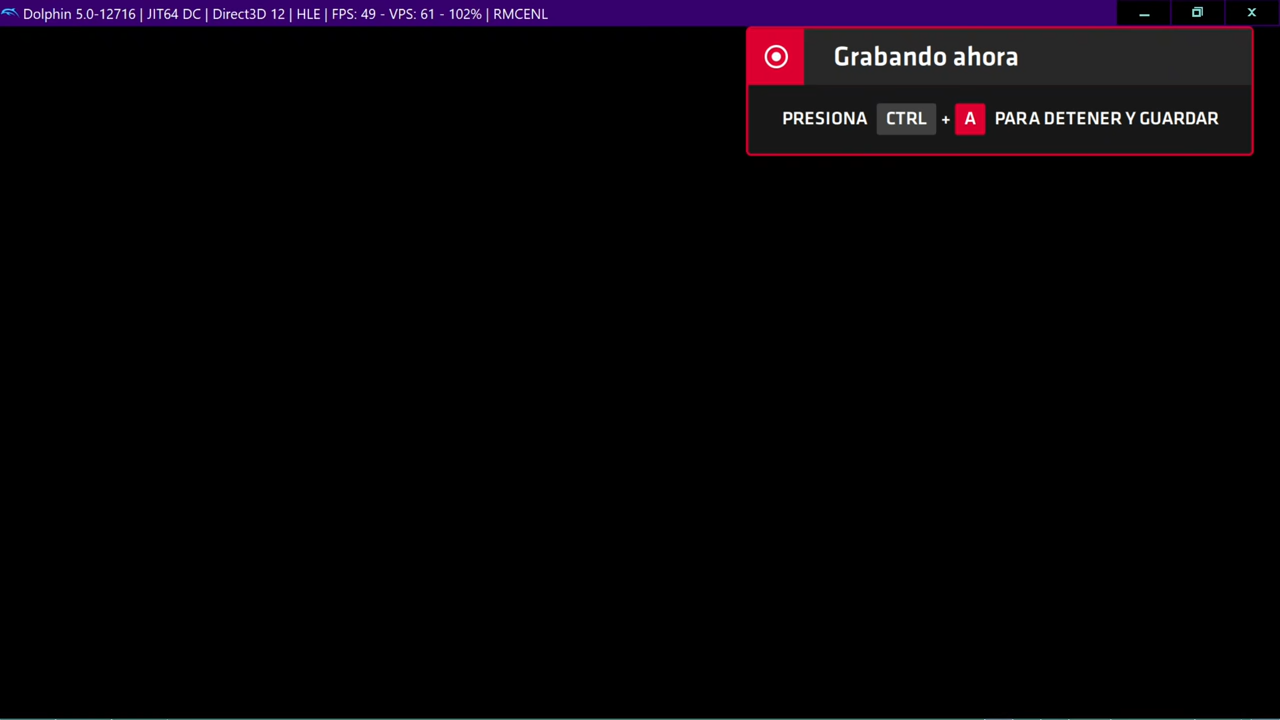 Dolphin 5.0-12716 | JIT64 DC | Direct3D 12 | HLE | FPS: 49 - VPS: 61 - 102% | RMCENL
Grabando ahora
PRESIONA CTRL + A PARA DETENER Y GUARDAR